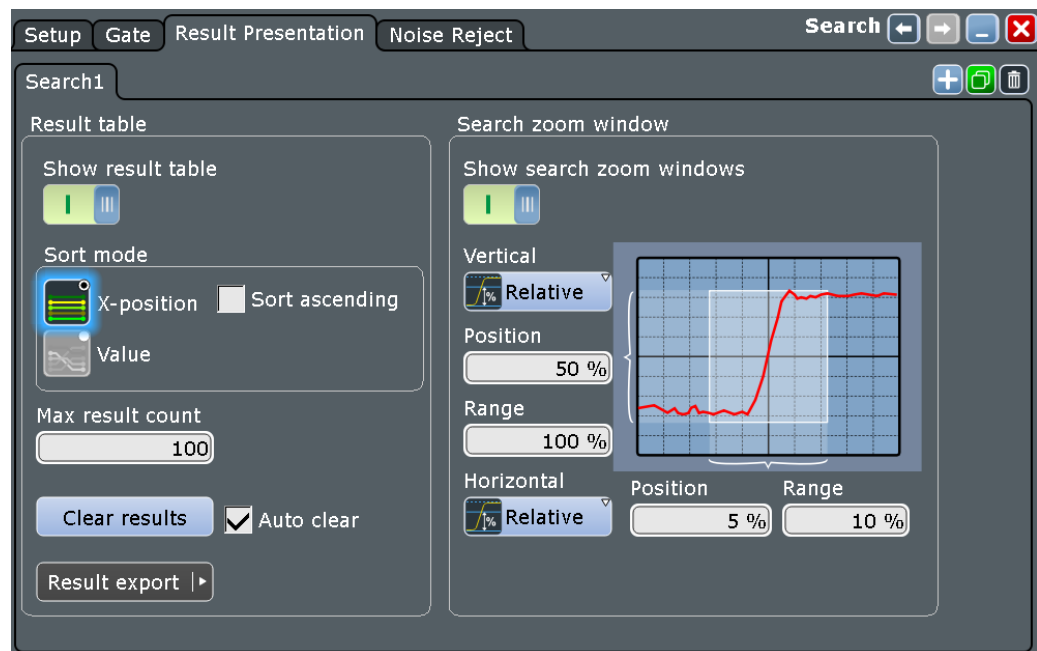 Setup Gate Result Presentation Noise Reject Search
Search1
Result table
Show result table
Sort mode
X-position Sort ascending
Value
Max result count
100
Clear results Auto clear
Result export
Search zoom window
Show search zoom windows
Vertical
% Relative
Position
50 %
Range
100 %
Horizontal
% Relative
Position Range
5 % 10 %